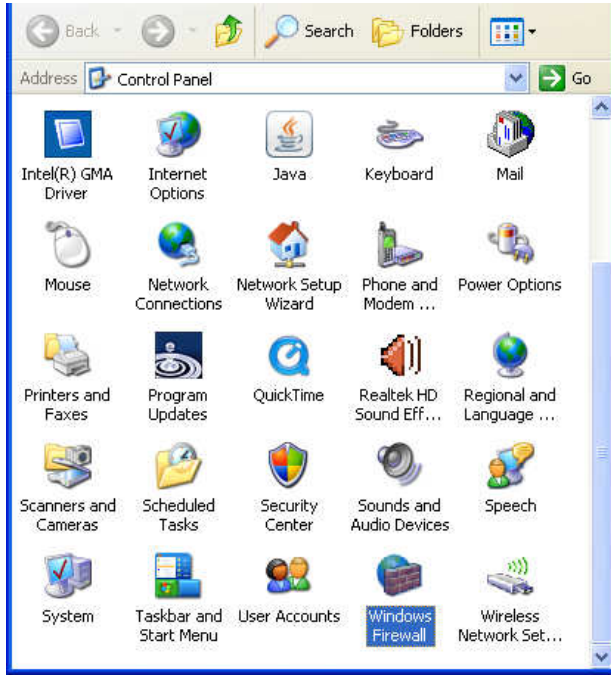 Back Search Folders
Address Control Panel Go
Intel(R) GMA Driver
Internet Options
Java
Keyboard
Mail
Mouse
Network Connections
Network Setup Wizard
Phone and Modem ...
Power Options
Printers and Faxes
Program Updates
QuickTime
Realtek HD Sound Eff...
Regional and Language ...
Scanners and Cameras
Scheduled Tasks
Security Center
Sounds and Audio Devices
Speech
System
Taskbar and Start Menu
User Accounts
Windows Firewall
Wireless Network Set...